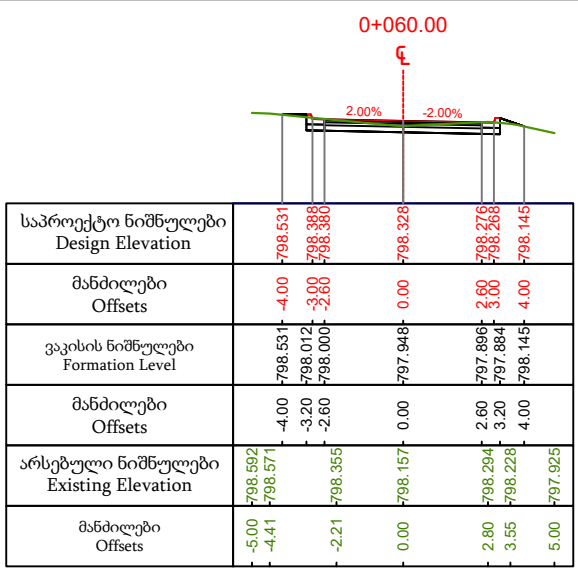 0+060.00
℄
2.00% -2.00%
საპროექტო ნიშნულები
Design Elevation
798.531 798.388 798.380 798.328 798.276 798.268 798.145
მანძილები
Offsets
-4.00 -3.00 -2.60 0.00 2.60 3.00 4.00
ვაკისის ნიშნულები
Formation Level
798.531 798.012 798.000 797.948 797.896 797.884 798.145
მანძილები
Offsets
-4.00 -3.20 -2.60 0.00 2.60 3.20 4.00
არსებული ნიშნულები
Existing Elevation
798.592 798.571 798.355 798.157 798.294 798.228 797.925
მანძილები
Offsets
-5.00 -4.41 -2.21 0.00 2.80 3.55 5.00